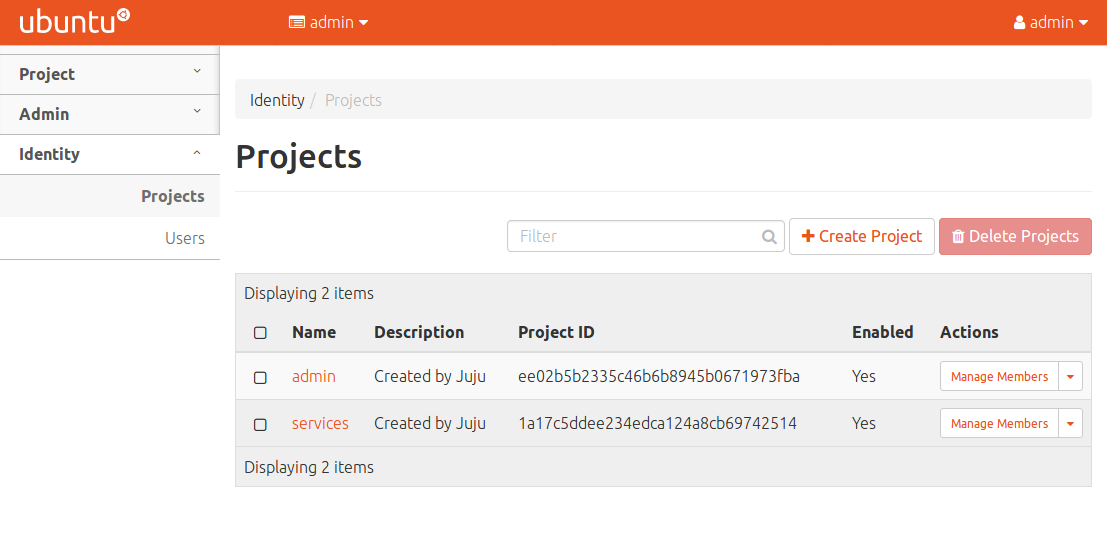 ubuntu admin admin
Project
Admin
Identity
Projects
Users
Identity / Projects
Projects
Filter Create Project Delete Projects
Displaying 2 items
Name Description Project ID Enabled Actions
admin Created by Juju ee02b5b2335c46b6b8945b0671973fba Yes Manage Members
services Created by Juju 1a17c5ddee234edca124a8cb69742514 Yes Manage Members
Displaying 2 items